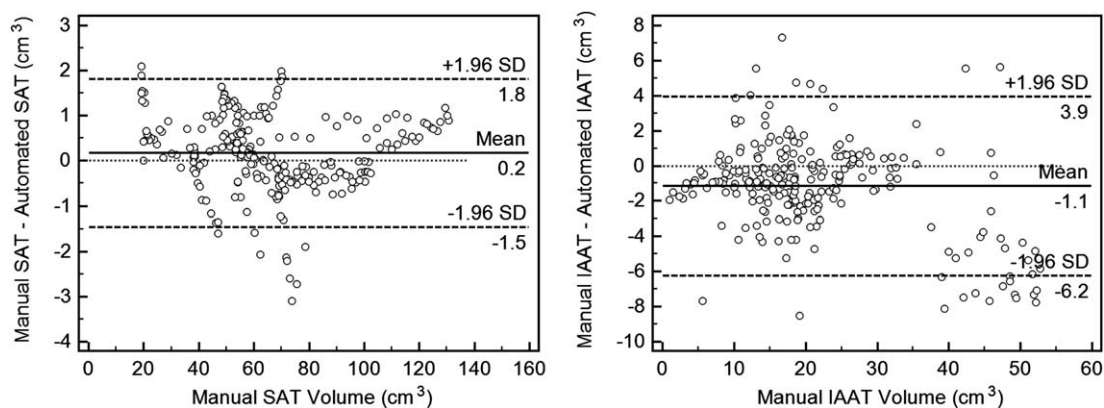 Manual SAT - Automated SAT (cm³)
3
2
1
0
-1
-2
-3
-4
+1.96 SD
1.8
Mean
0.2
-1.96 SD
-1.5
0 20 40 60 80 100 120 140 160
Manual SAT Volume (cm³)
Manual IAAT - Automated IAAT (cm³)
8
6
4
2
0
-2
-4
-6
-8
-10
+1.96 SD
3.9
Mean
-1.1
-1.96 SD
-6.2
0 10 20 30 40 50 60
Manual IAAT Volume (cm³)